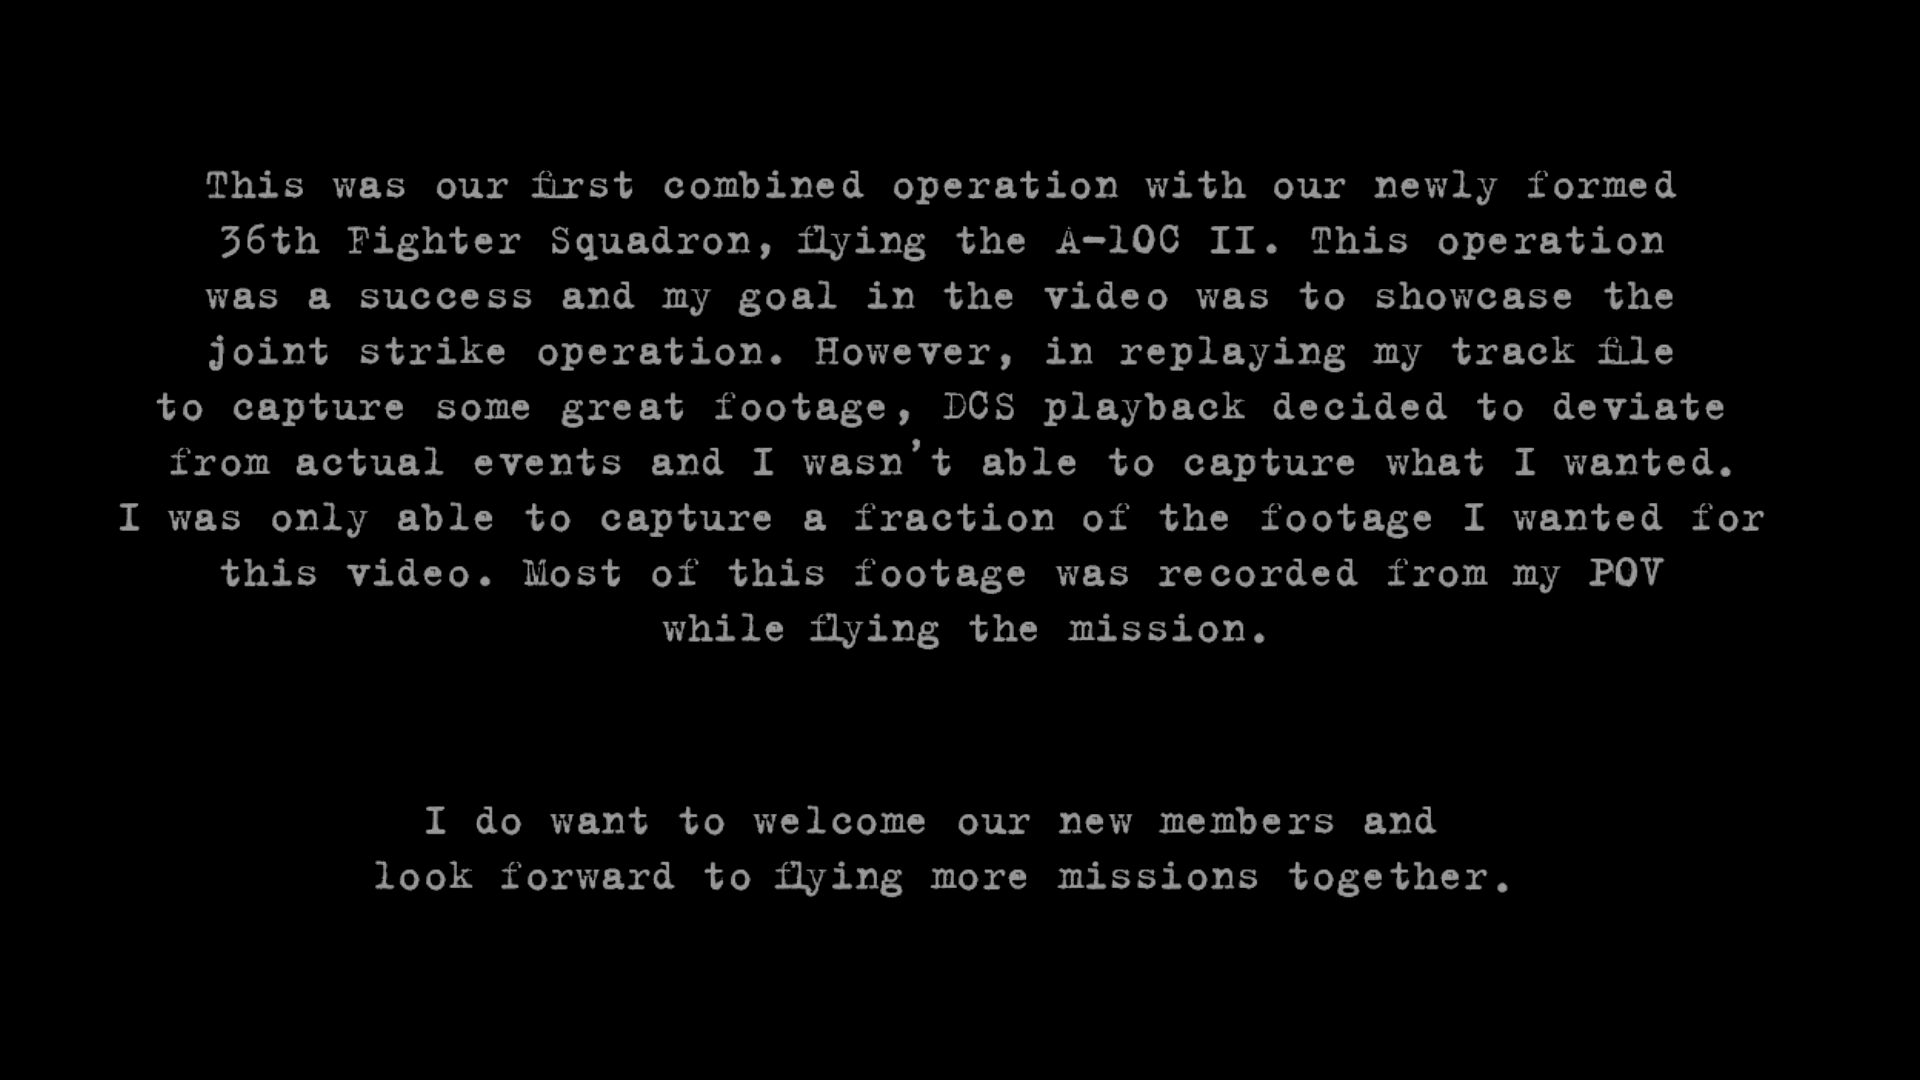 This was our first combined operation with our newly formed
36th Fighter Squadron, flying the A-10C II. This operation
was a success and my goal in the video was to showcase the
joint strike operation. However, in replaying my track file
to capture some great footage, DCS playback decided to deviate
from actual events and I wasn't able to capture what I wanted.
I was only able to capture a fraction of the footage I wanted for
this video. Most of this footage was recorded from my POV
while flying the mission.
I do want to welcome our new members and
look forward to flying more missions together.